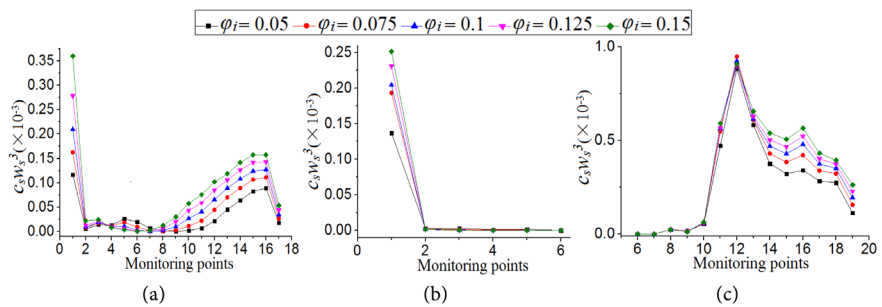 φi= 0.05 φi= 0.075 φi= 0.1 φi= 0.125 φi= 0.15
csws³(×10⁻³)
0.35
0.30
0.25
0.20
0.15
0.10
0.05
0.00
0 2 4 6 8 10 12 14 16 18
Monitoring points
(a)
csws³(×10⁻³)
0.25
0.20
0.15
0.10
0.05
0.00
0 1 2 3 4 5 6
Monitoring points
(b)
csws³(×10⁻³)
1.0
0.5
0.0
6 8 10 12 14 16 18 20
Monitoring points
(c)